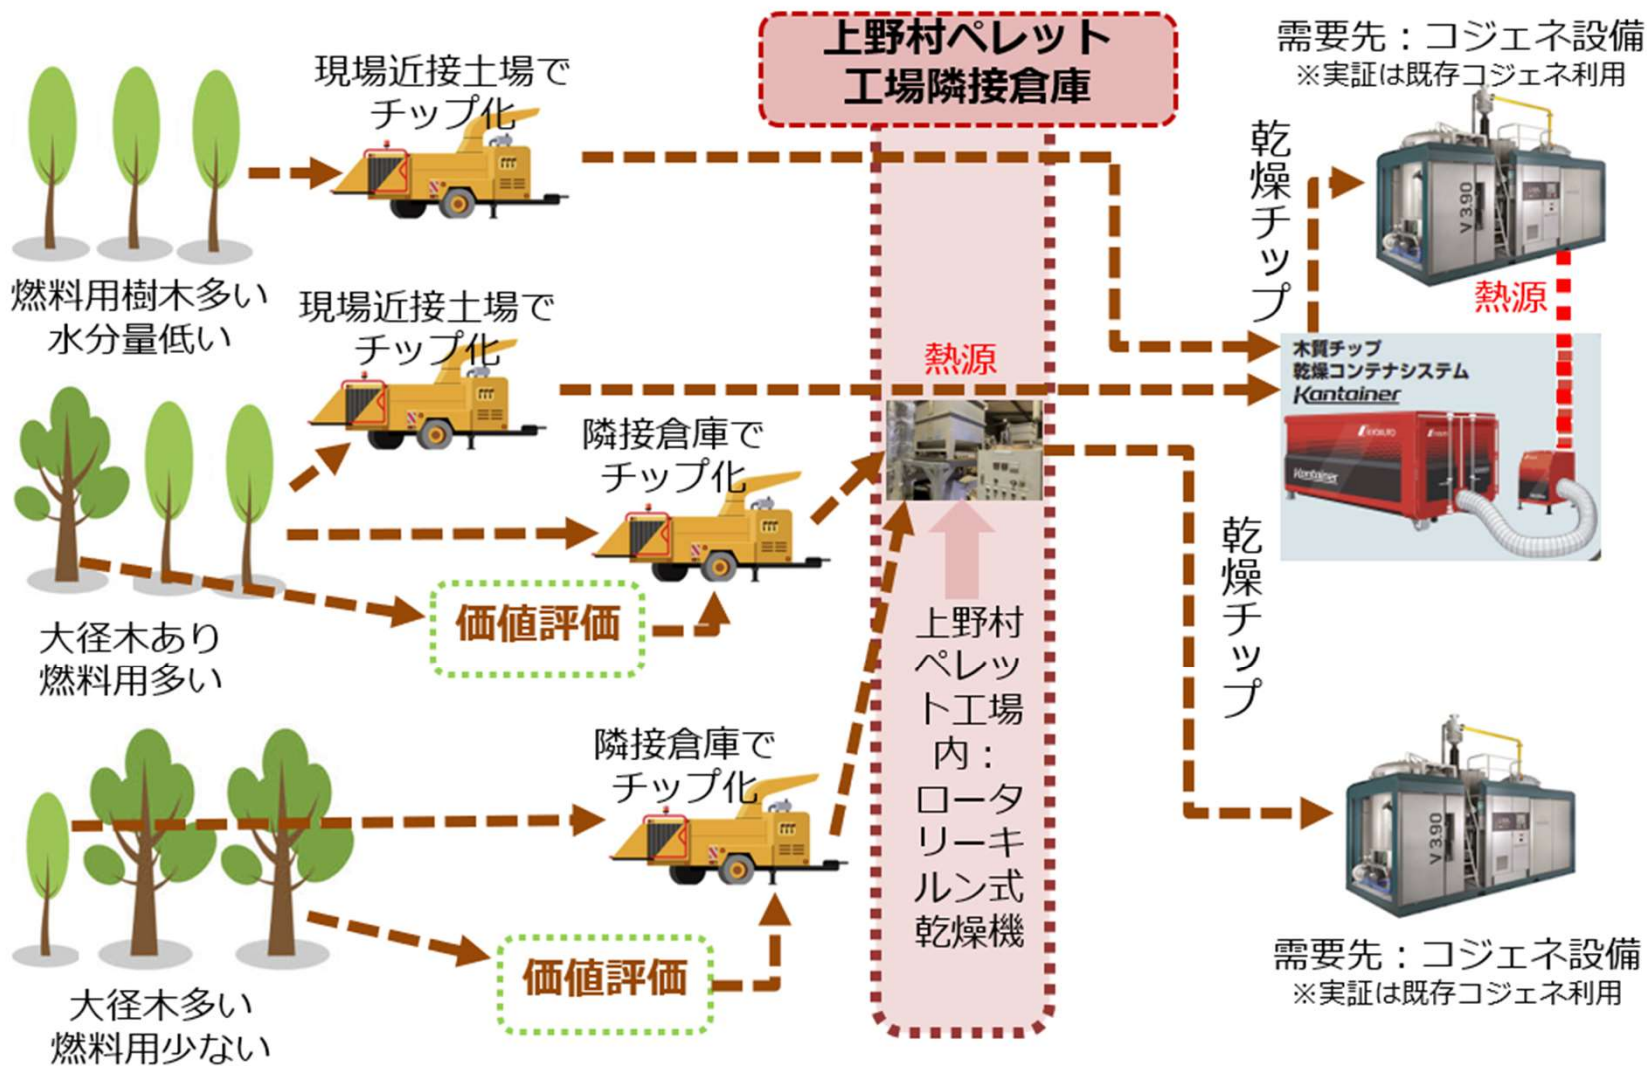 上野村ペレット
工場隣接倉庫
需要先：コジェネ設備
※実証は既存コジェネ利用
現場近接土場で
チップ化
乾燥チップ
V 3.90
燃料用樹木多い
水分量低い
熱源
現場近接土場で
チップ化
熱源
木質チップ
乾燥コンテナシステム
Kantainer
Kantainer
隣接倉庫で
チップ化
乾燥チップ
価値評価
大径木あり
燃料用多い
上野村
ペレッ
ト工場
内：
ロータ
リーキ
ルン式
乾燥機
隣接倉庫で
チップ化
V 3.90
価値評価
大径木多い
燃料用少ない
需要先：コジェネ設備
※実証は既存コジェネ利用